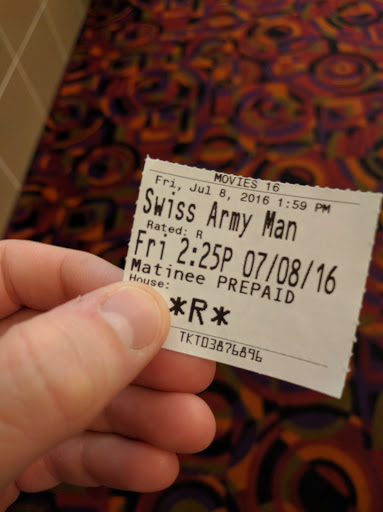 MOVIES 16
Fri, Jul 8, 2016 1:59 PM
Swiss Army Man
Rated: R
Fri 2:25P 07/08/16
Matinee PREPAID
House:
*R*
TKT03876896